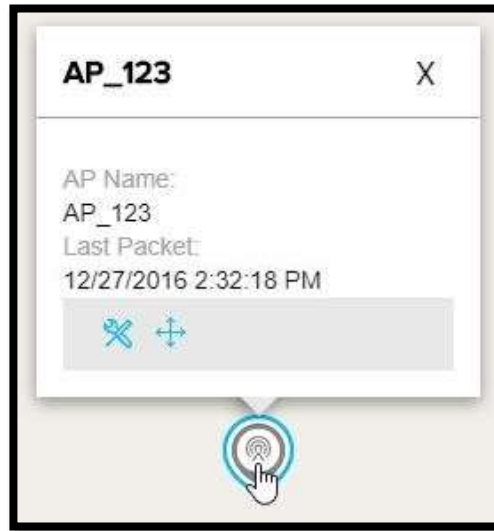 AP_123 X
AP Name:
AP_123
Last Packet:
12/27/2016 2:32:18 PM